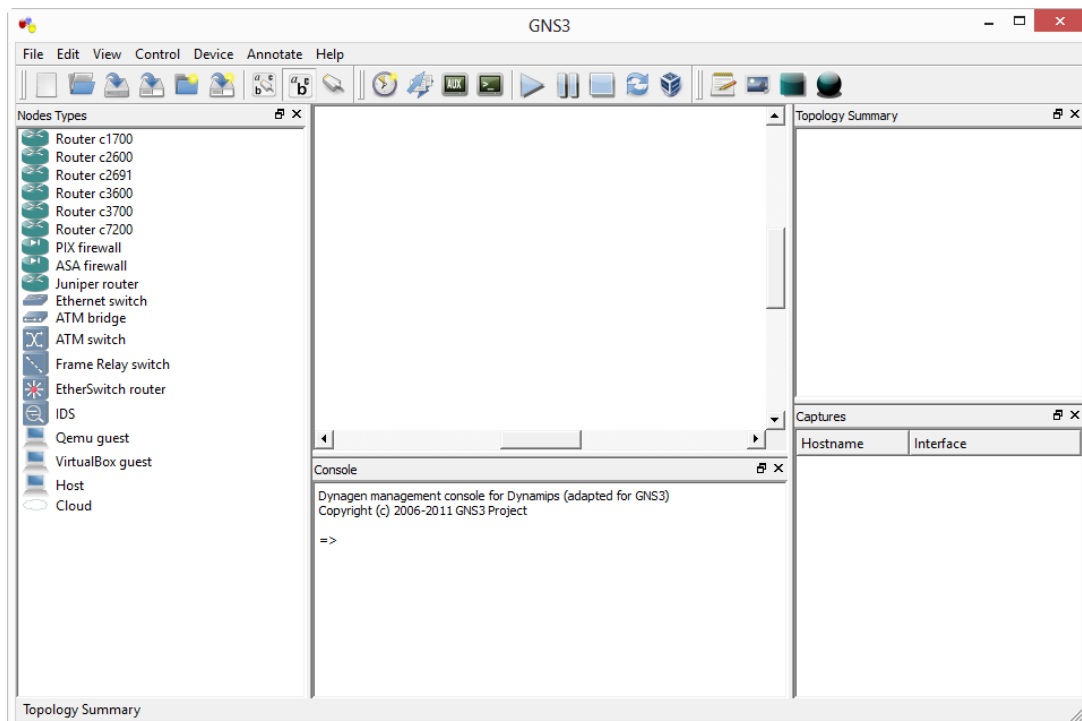 GNS3
File Edit View Control Device Annotate Help
a c
b
a c
b
AUX
>_
Nodes Types
Router c1700
Router c2600
Router c2691
Router c3600
Router c3700
Router c7200
PIX firewall
ASA firewall
Juniper router
Ethernet switch
ATM bridge
ATM switch
Frame Relay switch
EtherSwitch router
IDS
Qemu guest
VirtualBox guest
Host
Cloud
Console
Dynagen management console for Dynamips (adapted for GNS3)
Copyright (c) 2006-2011 GNS3 Project
=>
Topology Summary
Captures
Hostname Interface
Topology Summary